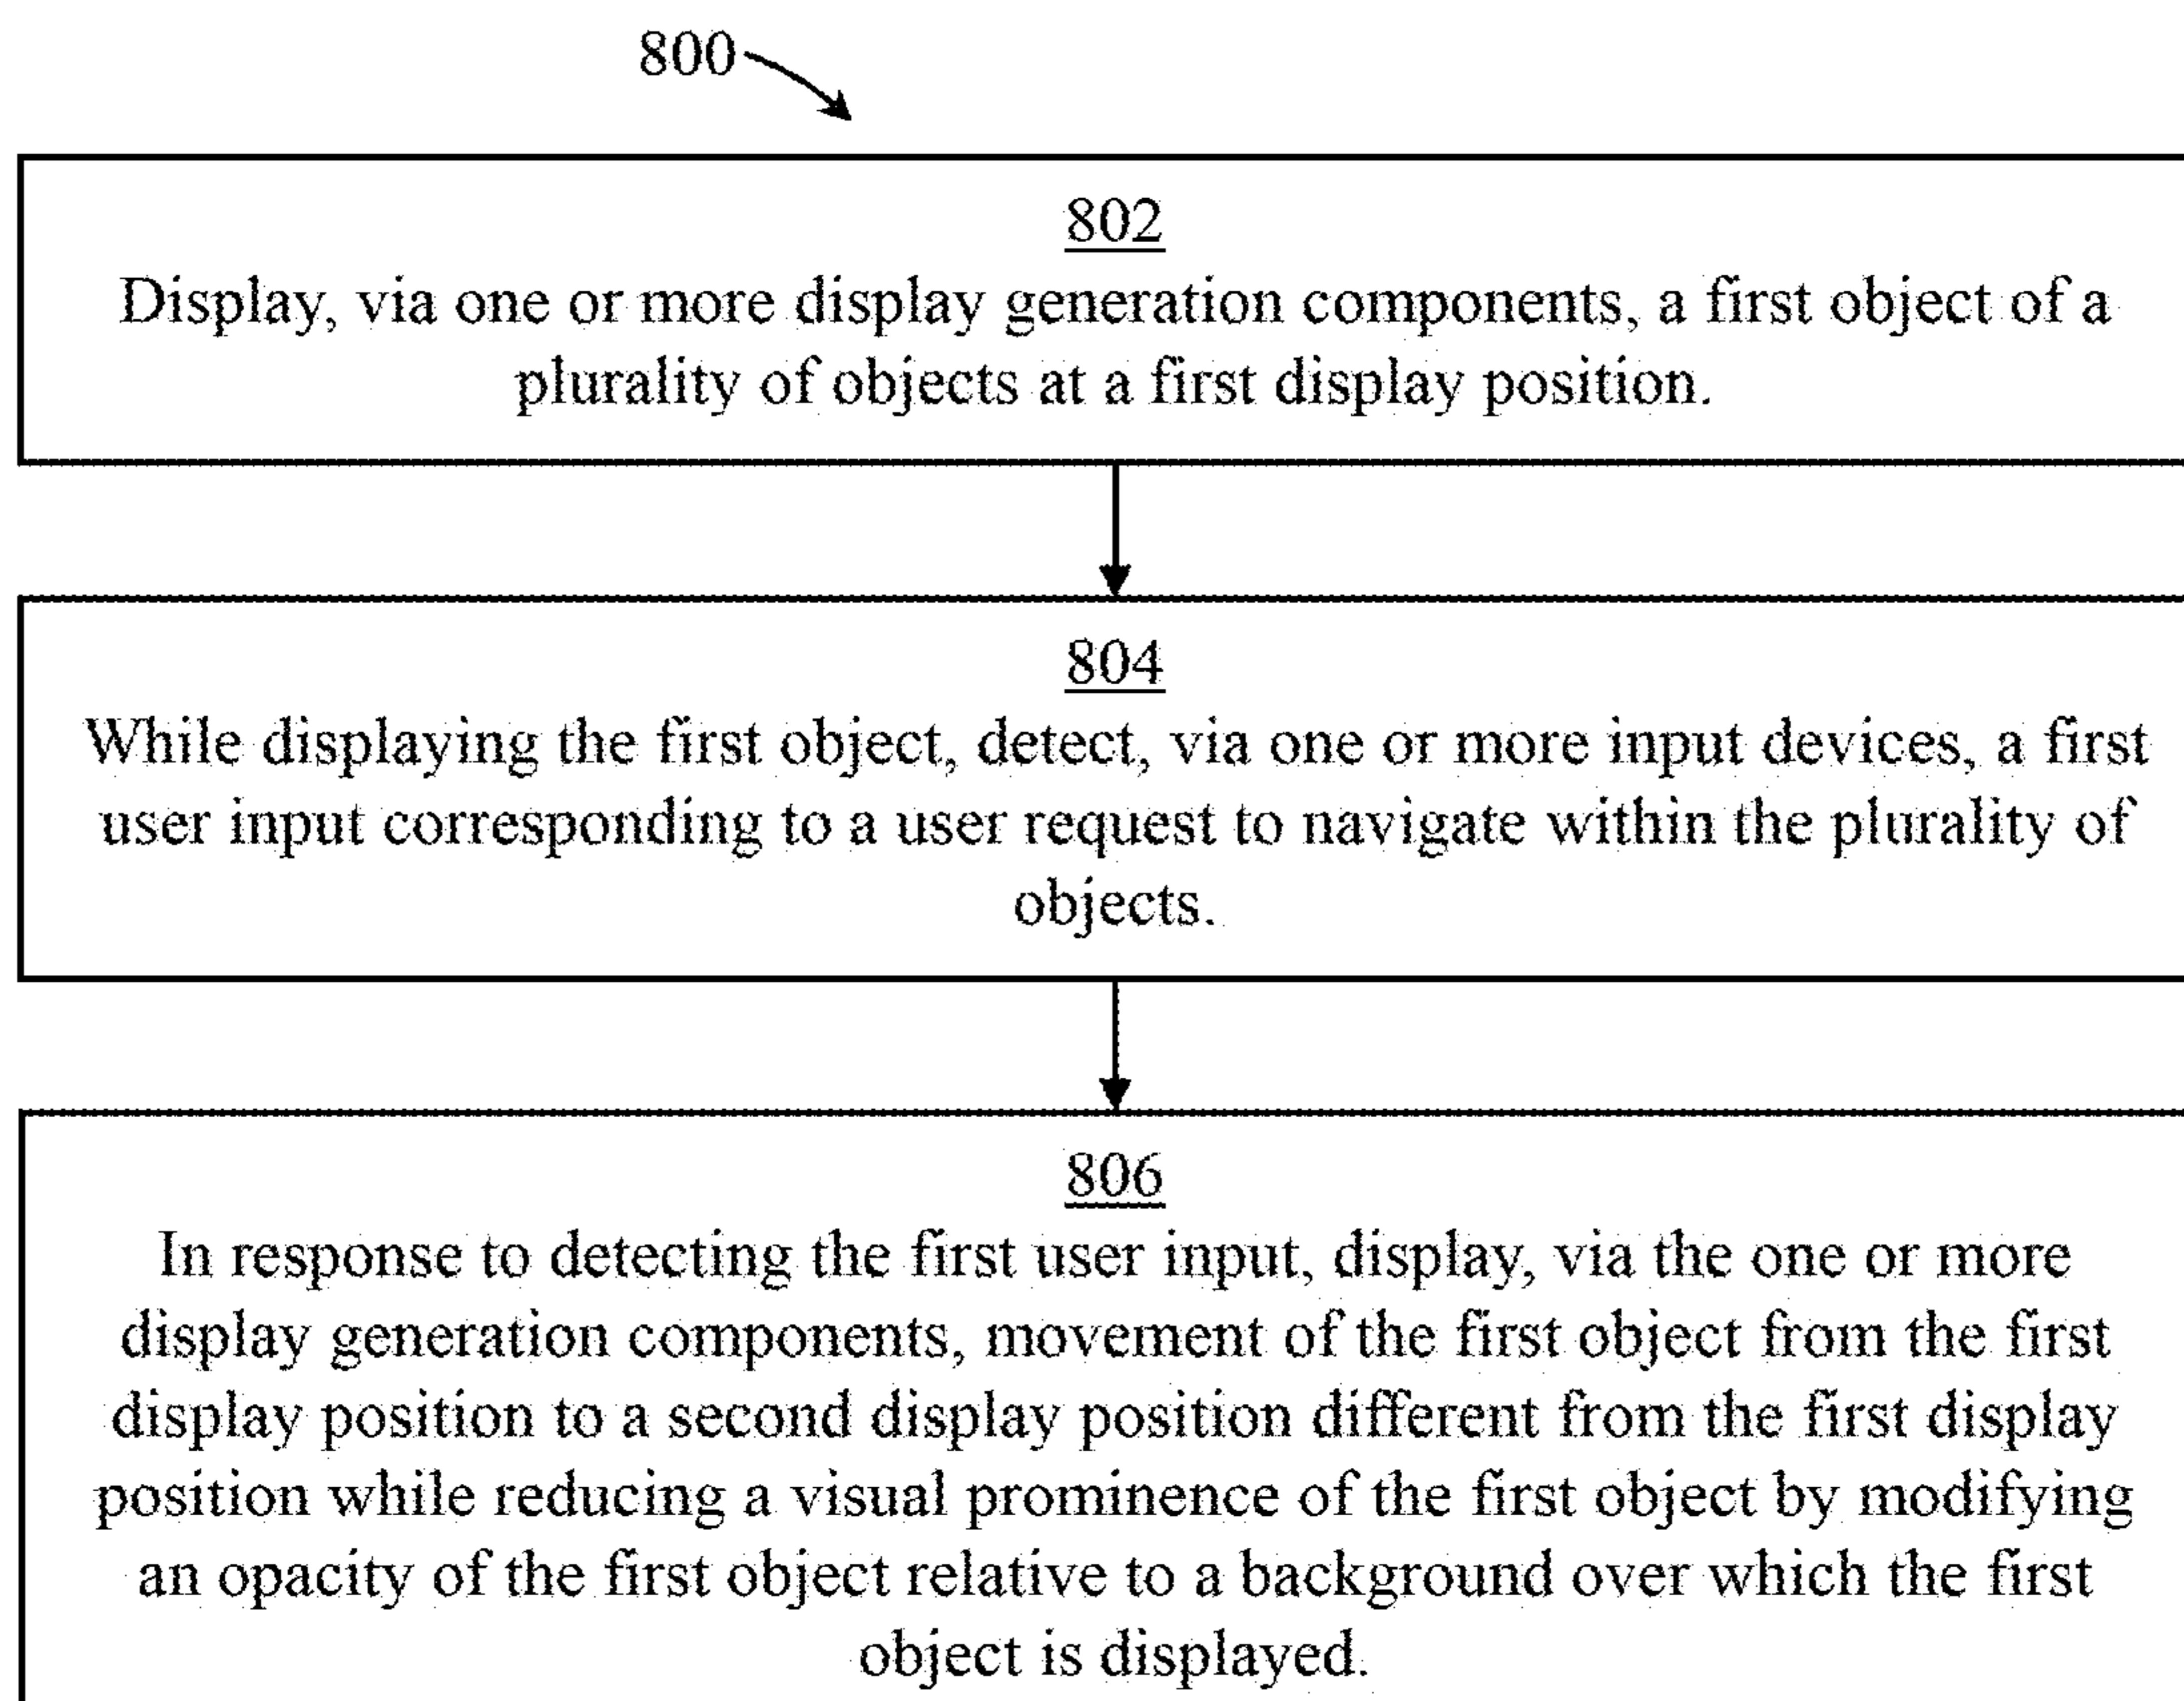 800
802
Display, via one or more display generation components, a first object of a
plurality of objects at a first display position.
804
While displaying the first object, detect, via one or more input devices, a first
user input corresponding to a user request to navigate within the plurality of
objects.
806
In response to detecting the first user input, display, via the one or more
display generation components, movement of the first object from the first
display position to a second display position different from the first display
position while reducing a visual prominence of the first object by modifying
an opacity of the first object relative to a background over which the first
object is displayed.